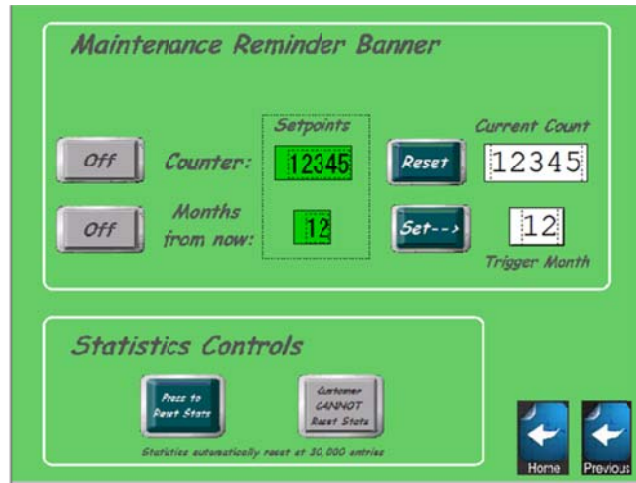 Maintenance Reminder Banner
Setpoints
Current Count
Off
Counter:
12345
Reset
12345
Off
Months
from now:
12
Set-->
12
Trigger Month
Statistics Controls
Press to
Reset Stats
Customer
CANNOT
Reset Stats
Statistics automatically reset at 30,000 entries
Home
Previous